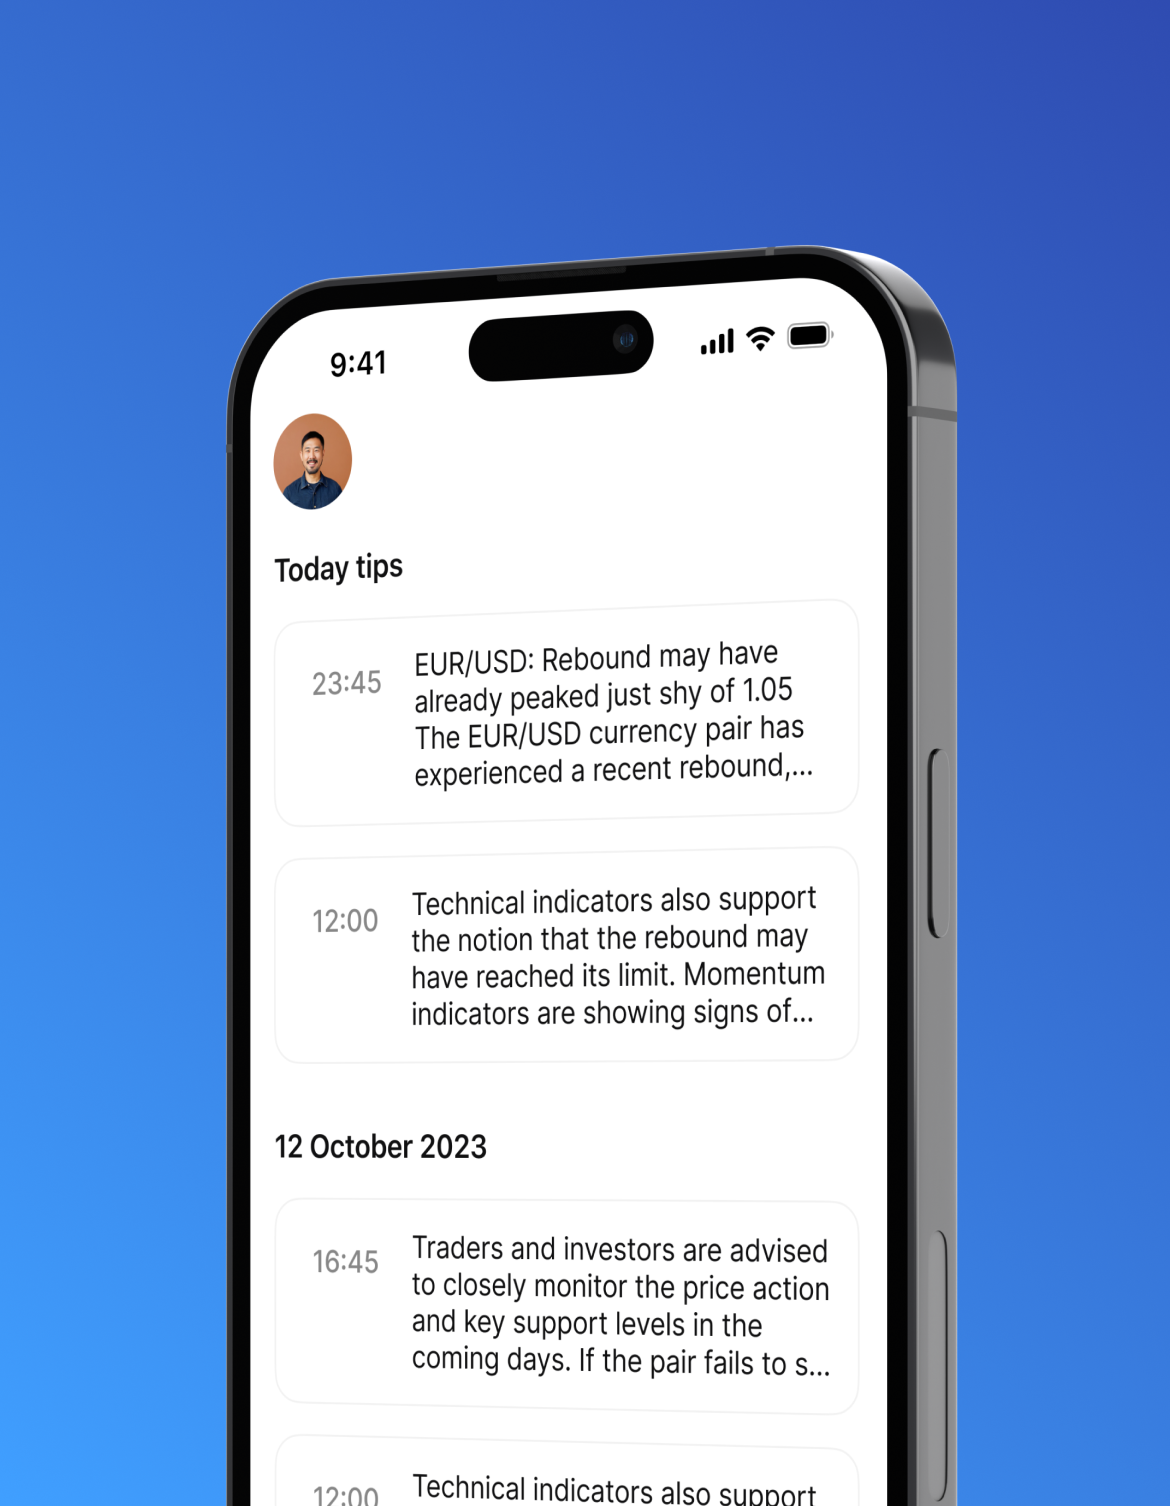 9:41
Today tips
23:45
EUR/USD: Rebound may have
already peaked just shy of 1.05
The EUR/USD currency pair has
experienced a recent rebound,...
12:00
Technical indicators also support
the notion that the rebound may
have reached its limit. Momentum
indicators are showing signs of...
12 October 2023
16:45
Traders and investors are advised
to closely monitor the price action
and key support levels in the
coming days. If the pair fails to s...
12:00
Technical indicators also support